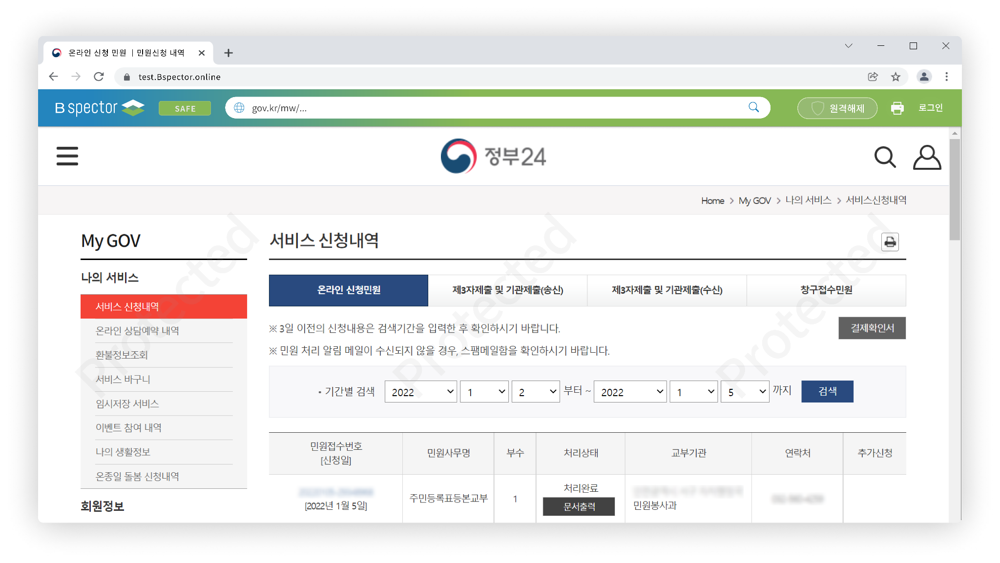 온라인 신청 민원 | 민원신청 내역
test.Bspector.online
B spector
SAFE
gov.kr/mw/...
원격해제
로그인
정부24
Home > My GOV > 나의 서비스 > 서비스신청내역
My GOV
나의 서비스
서비스 신청내역
온라인 상담예약 내역
환불정보조회
서비스 바구니
임시저장 서비스
이벤트 참여 내역
나의 생활정보
온종일 돌봄 신청내역
회원정보
서비스 신청내역
온라인 신청민원
제3자제출 및 기관제출(송신)
제3자제출 및 기관제출(수신)
창구접수민원
※ 3일 이전의 신청내용은 검색기간을 입력한 후 확인하시기 바랍니다.
결제확인서
※ 민원 처리 알림 메일이 수신되지 않을 경우, 스팸메일함을 확인하시기 바랍니다.
• 기간별 검색 2022 1 2 부터 ~ 2022 1 5 까지 검색
민원접수번호
[신청일]
민원사무명
부수
처리상태
교부기관
연락처
추가신청
[2022년 1월 5일]
주민등록표등본교부
1
처리완료
문서출력
민원봉사과
Protected
Protected
Protected